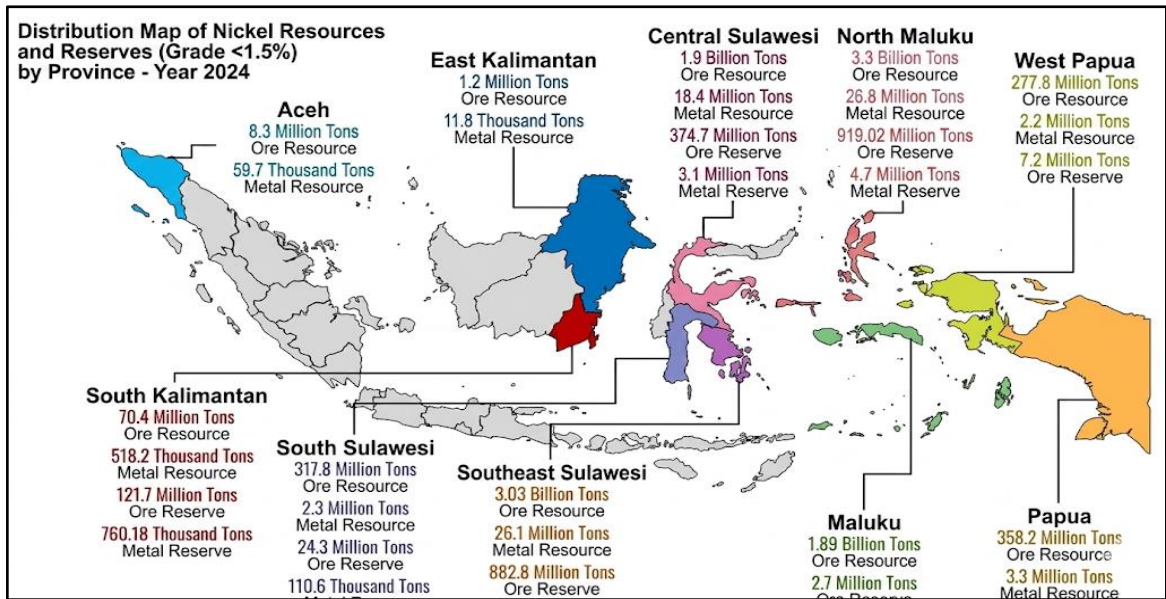 Distribution Map of Nickel Resources
and Reserves (Grade <1.5%)
by Province - Year 2024
Aceh
8.3 Million Tons
Ore Resource
59.7 Thousand Tons
Metal Resource
East Kalimantan
1.2 Million Tons
Ore Resource
11.8 Thousand Tons
Metal Resource
Central Sulawesi
1.9 Billion Tons
Ore Resource
18.4 Million Tons
Metal Resource
374.7 Million Tons
Ore Reserve
3.1 Million Tons
Metal Reserve
North Maluku
3.3 Billion Tons
Ore Resource
26.8 Million Tons
Metal Resource
919.02 Million Tons
Ore Reserve
4.7 Million Tons
Metal Reserve
West Papua
277.8 Million Tons
Ore Resource
2.2 Million Tons
Metal Resource
7.2 Million Tons
Ore Reserve
South Kalimantan
70.4 Million Tons
Ore Resource
518.2 Thousand Tons
Metal Resource
121.7 Million Tons
Ore Reserve
760.18 Thousand Tons
Metal Reserve
South Sulawesi
317.8 Million Tons
Ore Resource
2.3 Million Tons
Metal Resource
24.3 Million Tons
Ore Reserve
110.6 Thousand Tons
Southeast Sulawesi
3.03 Billion Tons
Ore Resource
26.1 Million Tons
Metal Resource
882.8 Million Tons
Ore Reserve
Maluku
1.89 Billion Tons
Ore Resource
2.7 Million Tons
Ore Reserve
Papua
358.2 Million Tons
Ore Resource
3.3 Million Tons
Metal Resource